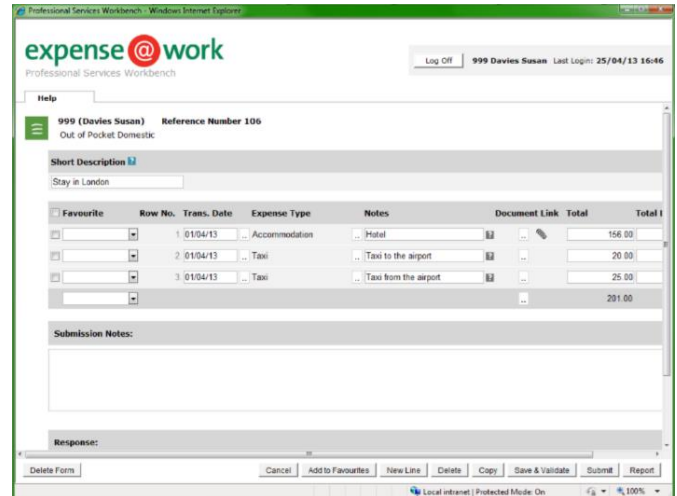 Professional Services Workbench - Windows Internet Explorer
expense@work
Professional Services Workbench
Log Off 999 Davies Susan Last Login: 25/04/13 16:46
Help
999 (Davies Susan) Reference Number 106
Out of Pocket Domestic
Short Description ?
Stay in London
Favourite Row No. Trans. Date Expense Type Notes Document Link Total Total
1 01/04/13 .. Accommodation .. Hotel .. 156.00
2 01/04/13 .. Taxi .. Taxi to the airport .. 20.00
3 01/04/13 .. Taxi .. Taxi from the airport .. 25.00
.. 201.00
Submission Notes:
Response:
Delete Form Cancel Add to Favourites New Line Delete Copy Save & Validate Submit Report
Local intranet | Protected Mode: On 100%